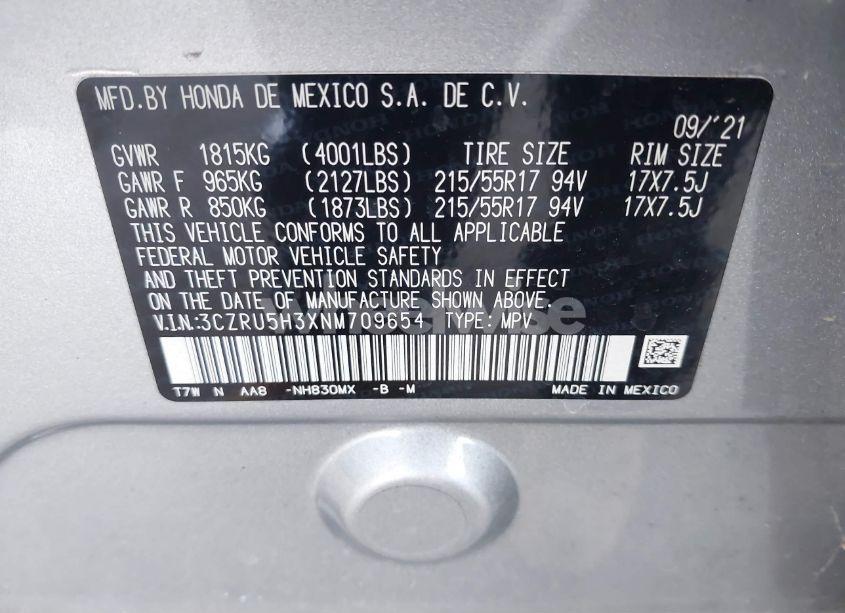 MFD.BY HONDA DE MEXICO S.A. DE C.V.
09/'21
GVWR 1815KG (4001LBS) TIRE SIZE RIM SIZE
GAWR F 965KG (2127LBS) 215/55R17 94V 17X7.5J
GAWR R 850KG (1873LBS) 215/55R17 94V 17X7.5J
THIS VEHICLE CONFORMS TO ALL APPLICABLE
FEDERAL MOTOR VEHICLE SAFETY
AND THEFT PREVENTION STANDARDS IN EFFECT
ON THE DATE OF MANUFACTURE SHOWN ABOVE.
V.I.N.:3CZRU5H3XNM709654 TYPE: MPV
T7W N AA8 -NH830MX -B -M MADE IN MEXICO